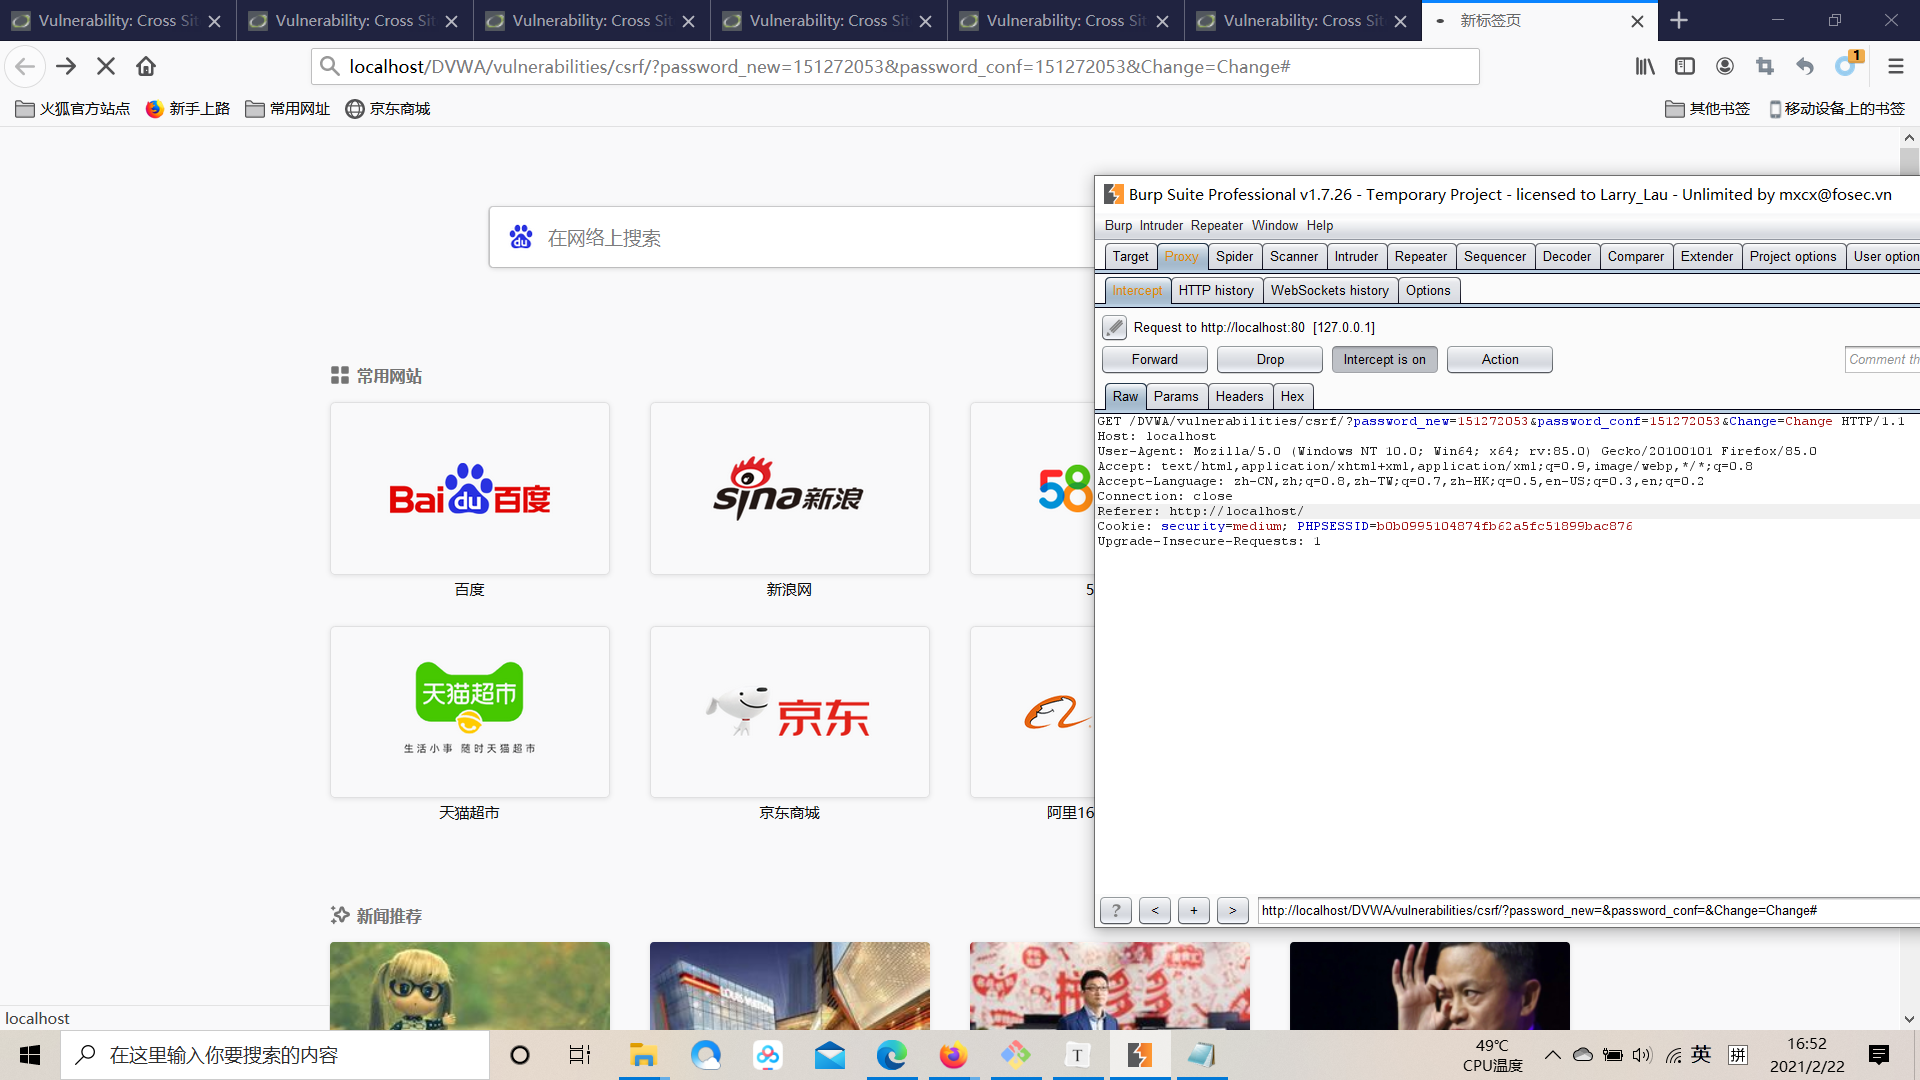 Vulnerability: Cross Sit
Vulnerability: Cross Sit
Vulnerability: Cross Sit
Vulnerability: Cross Sit
Vulnerability: Cross Sit
Vulnerability: Cross Sit
新标签页
localhost/DVWA/vulnerabilities/csrf/?password_new=151272053&password_conf=151272053&Change=Change#
1
火狐官方站点
新手上路
常用网址
京东商城
其他书签
移动设备上的书签
在网络上搜索
常用网站
Bai du 百度
sina新浪
58
百度
新浪网
5
天猫超市
生活小事 随时天猫超市
京东
天猫超市
京东商城
阿里16
新闻推荐
LOUIS VUITTON
拼多多
Burp Suite Professional v1.7.26 - Temporary Project - licensed to Larry_Lau - Unlimited by mxcx@fosec.vn
Burp Intruder Repeater Window Help
Target Proxy Spider Scanner Intruder Repeater Sequencer Decoder Comparer Extender Project options User option
Intercept HTTP history WebSockets history Options
Request to http://localhost:80 [127.0.0.1]
Forward Drop Intercept is on Action Comment th
Raw Params Headers Hex
GET /DVWA/vulnerabilities/csrf/?password_new=151272053&password_conf=151272053&Change=Change HTTP/1.1
Host: localhost
User-Agent: Mozilla/5.0 (Windows NT 10.0; Win64; x64; rv:85.0) Gecko/20100101 Firefox/85.0
Accept: text/html,application/xhtml+xml,application/xml;q=0.9,image/webp,*/*;q=0.8
Accept-Language: zh-CN,zh;q=0.8,zh-TW;q=0.7,zh-HK;q=0.5,en-US;q=0.3,en;q=0.2
Connection: close
Referer: http://localhost/
Cookie: security=medium; PHPSESSID=b0b0995104874fb62a5fc51899bac876
Upgrade-Insecure-Requests: 1
? < + > http://localhost/DVWA/vulnerabilities/csrf/?password_new=&password_conf=&Change=Change#
localhost
在这里输入你要搜索的内容
T
49℃
CPU温度
英
拼
16:52
2021/2/22